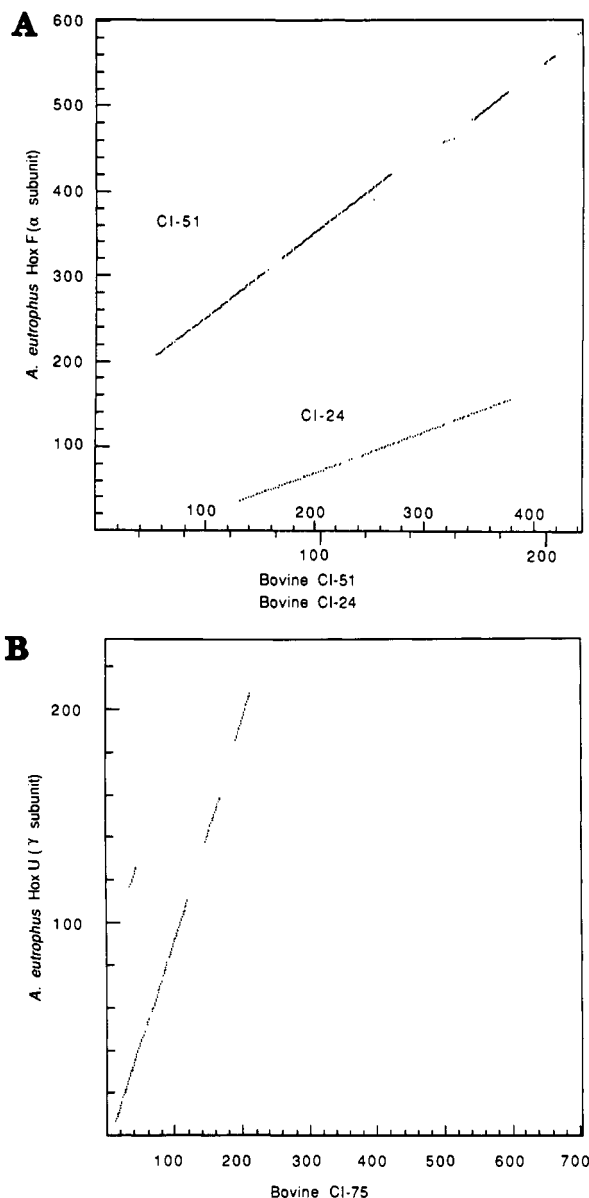 A
600
500
400
300
200
100
A. eutrophus Hox F(α subunit)
CI-51
CI-24
100 200 300 400
100 200
Bovine CI-51
Bovine CI-24
B
200
100
A. eutrophus Hox U (γ subunit)
100 200 300 400 500 600 700
Bovine CI-75